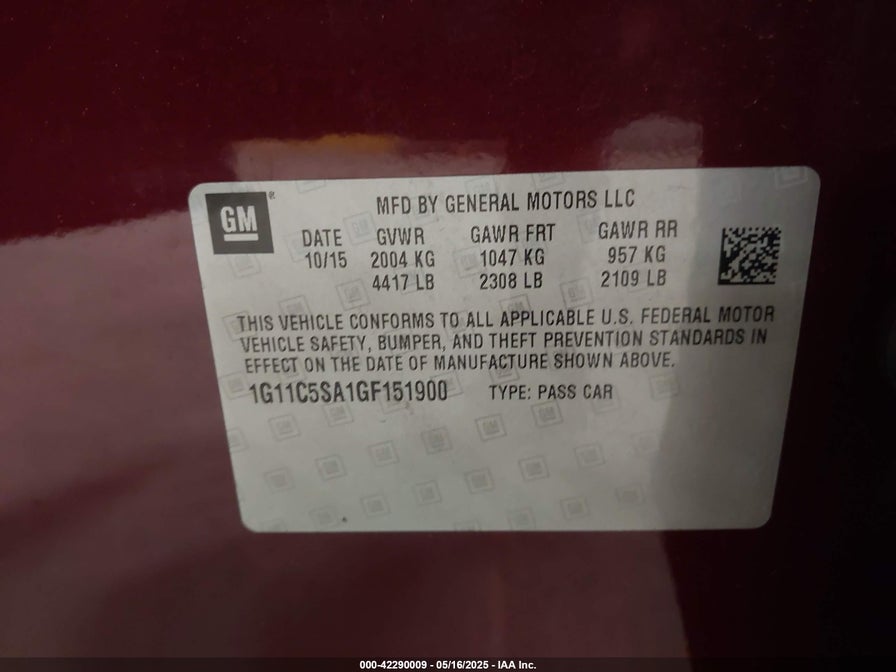 GM®
MFD BY GENERAL MOTORS LLC
DATE GVWR GAWR FRT GAWR RR
10/15 2004 KG 1047 KG 957 KG
4417 LB 2308 LB 2109 LB
THIS VEHICLE CONFORMS TO ALL APPLICABLE U.S. FEDERAL MOTOR
VEHICLE SAFETY, BUMPER, AND THEFT PREVENTION STANDARDS IN
EFFECT ON THE DATE OF MANUFACTURE SHOWN ABOVE.
1G11C5SA1GF151900 TYPE: PASS CAR
000-42290009 - 05/16/2025 - IAA Inc.